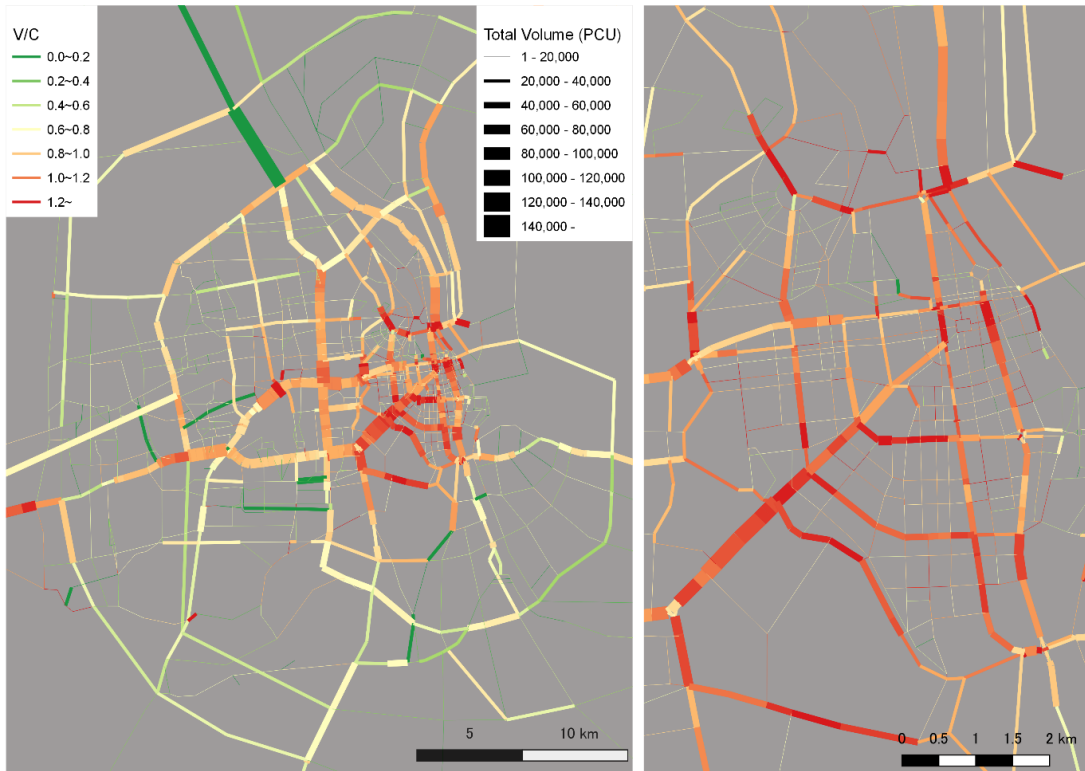 V/C
0.0~0.2
0.2~0.4
0.4~0.6
0.6~0.8
0.8~1.0
1.0~1.2
1.2~
Total Volume (PCU)
1 - 20,000
20,000 - 40,000
40,000 - 60,000
60,000 - 80,000
80,000 - 100,000
100,000 - 120,000
120,000 - 140,000
140,000 -
5 10 km
0 0.5 1 1.5 2 km